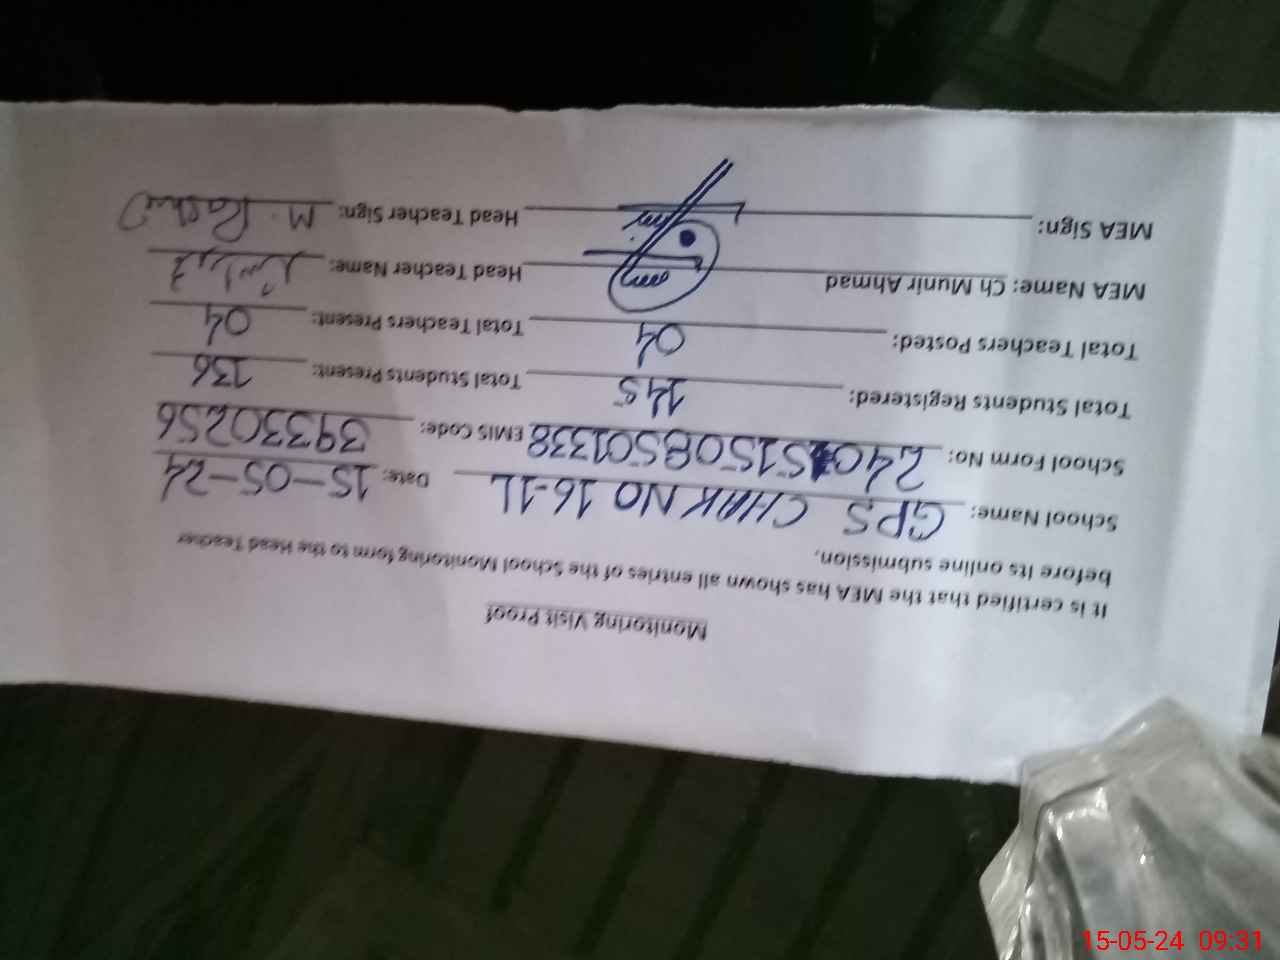 Monitoring Visit Proof
It is certified that the MEA has shown all entries of the School Monitoring form to the Head Teacher
before its online submission.
School Name: GPS CHAK NO 16-1L Date: 15-05-24
School Form No: 2405151508501338 EMIS Code: 39330256
Total Students Registered: 145 Total Students Present: 136
Total Teachers Posted: 04 Total Teachers Present: 04
MEA Name: Ch Munir Ahmad Head Teacher Name:
MEA Sign: Head Teacher Sign: M. Rashid
15-05-24 09:31